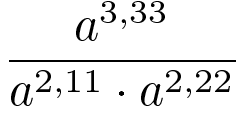 a^{3,33}
a^{2,11} · a^{2,22}